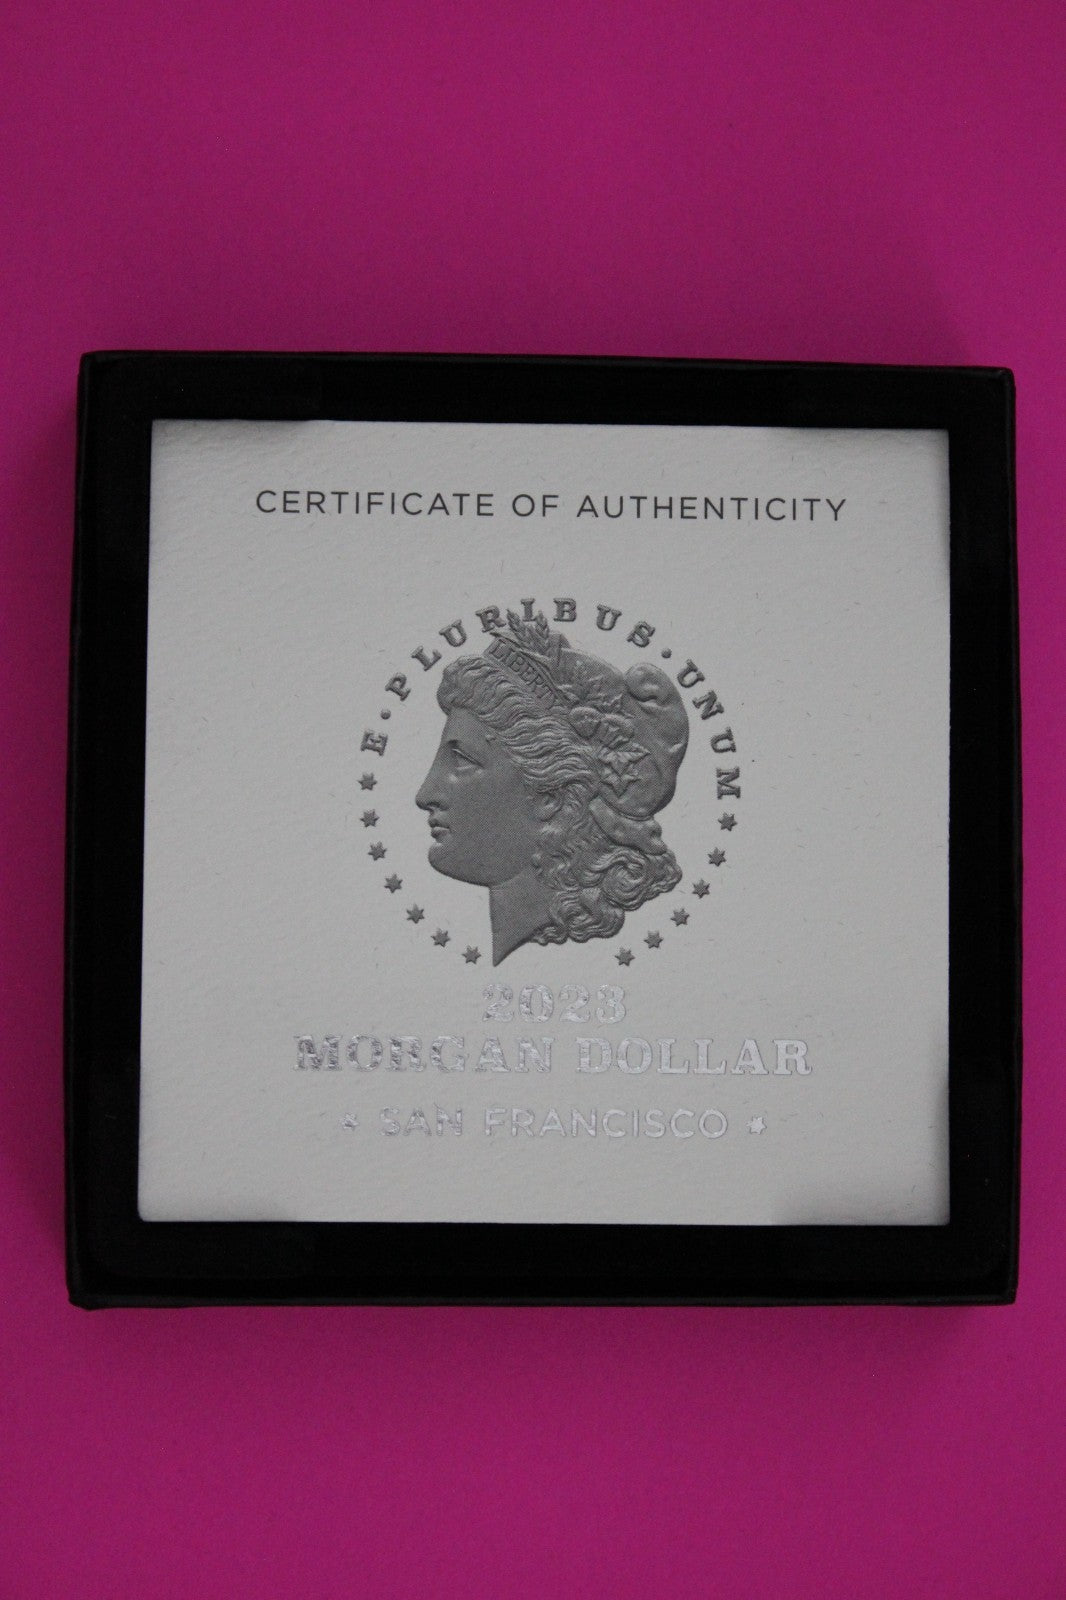 CERTIFICATE OF AUTHENTICITY
E · PLURIBUS · UNUM
LIBERTY
2023
MORGAN DOLLAR
SAN FRANCISCO